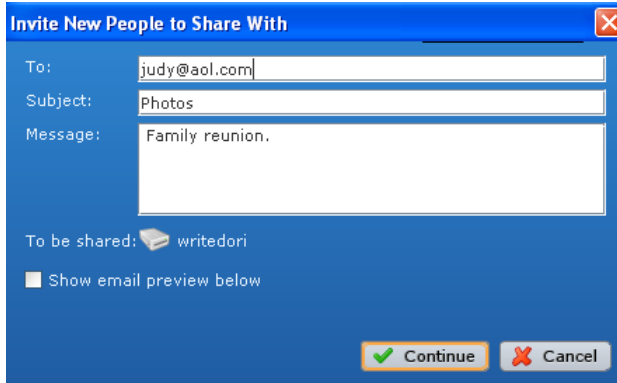 Invite New People to Share With
To: judy@aol.com
Subject: Photos
Message: Family reunion.
To be shared: writedori
Show email preview below
Continue Cancel